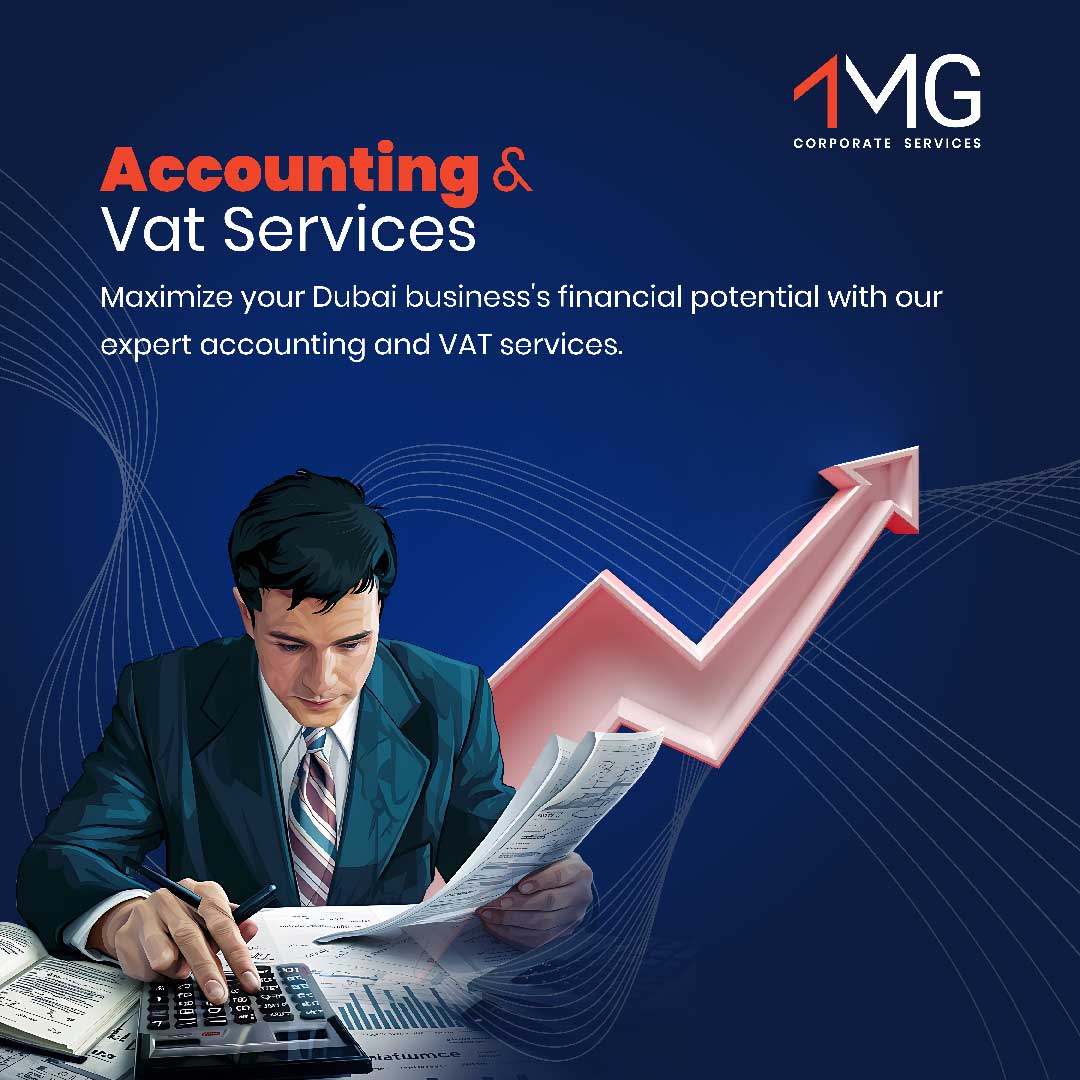 1MG
CORPORATE SERVICES
Accounting &
Vat Services
Maximize your Dubai business's financial potential with our
expert accounting and VAT services.